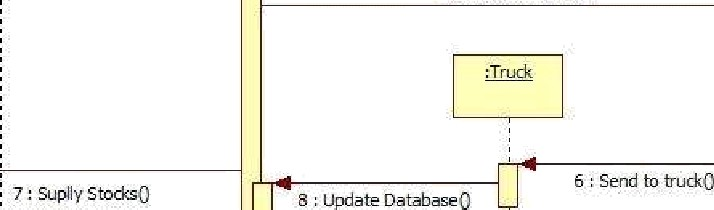 :Truck
6 : Send to truck()
7 : Suplly Stocks()
8 : Update Database()